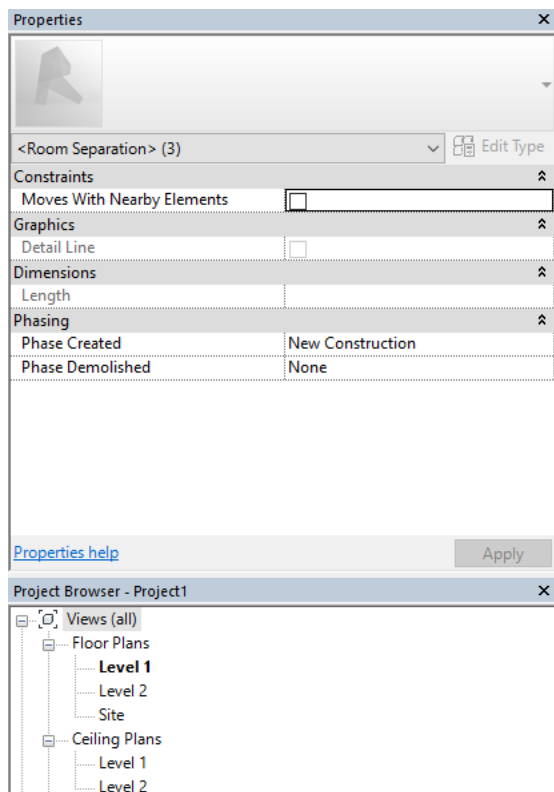 Properties
<Room Separation> (3)
Edit Type
Constraints
Moves With Nearby Elements
Graphics
Detail Line
Dimensions
Length
Phasing
Phase Created New Construction
Phase Demolished None
Properties help
Apply
Project Browser - Project1
Views (all)
Floor Plans
Level 1
Level 2
Site
Ceiling Plans
Level 1
Level 2